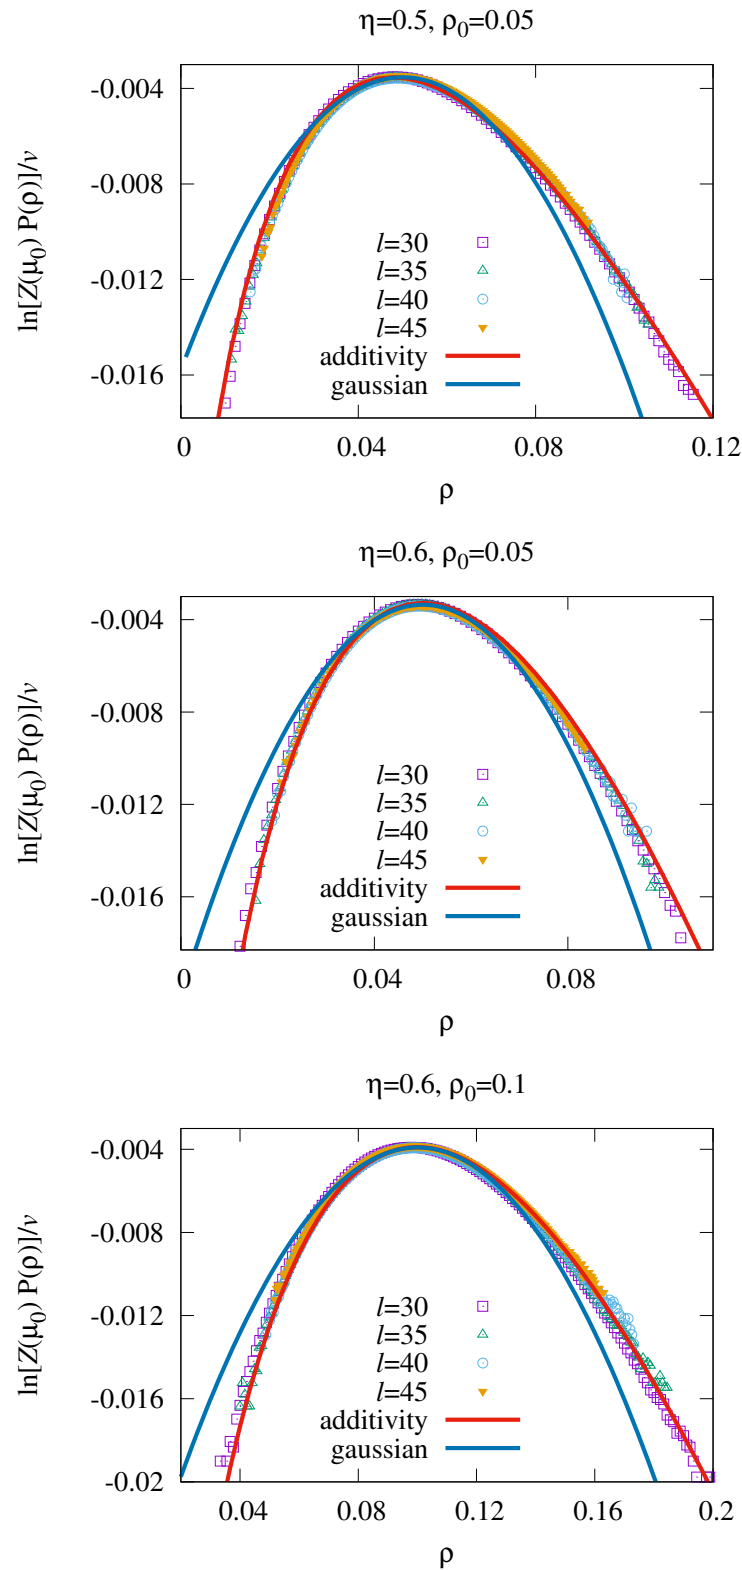 η=0.5, ρ0=0.05
ln[Z(μ0) P(ρ)]/v
-0.004
-0.008
-0.012
-0.016
l=30
l=35
l=40
l=45
additivity
gaussian
0 0.04 0.08 0.12
ρ
η=0.6, ρ0=0.05
ln[Z(μ0) P(ρ)]/v
-0.004
-0.008
-0.012
-0.016
l=30
l=35
l=40
l=45
additivity
gaussian
0 0.04 0.08
ρ
η=0.6, ρ0=0.1
ln[Z(μ0) P(ρ)]/v
-0.004
-0.008
-0.012
-0.016
-0.02
l=30
l=35
l=40
l=45
additivity
gaussian
0.04 0.08 0.12 0.16 0.2
ρ